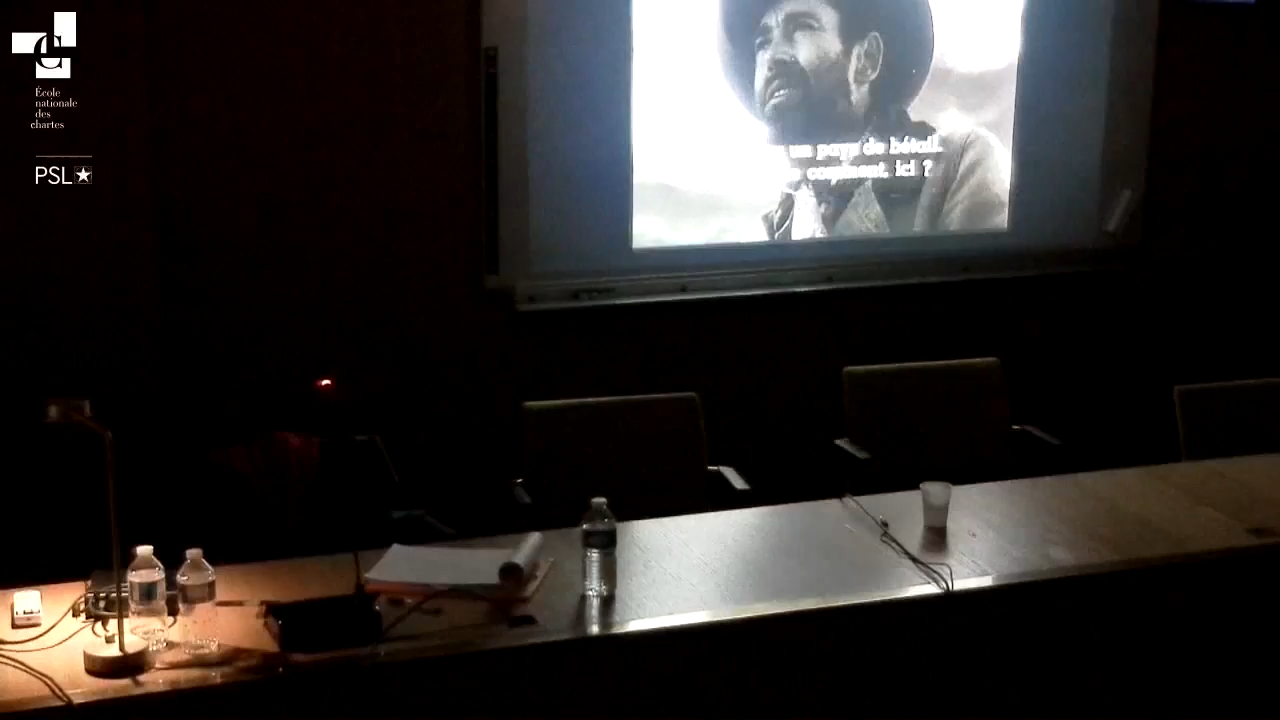 École
nationale
des
chartes
PSL
un pays de bétail.
comment, ici ?